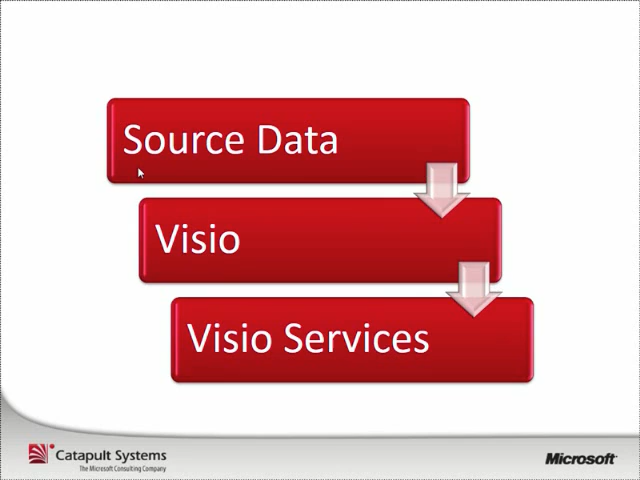 Source Data
Visio
Visio Services
Catapult Systems
The Microsoft Consulting Company
Microsoft